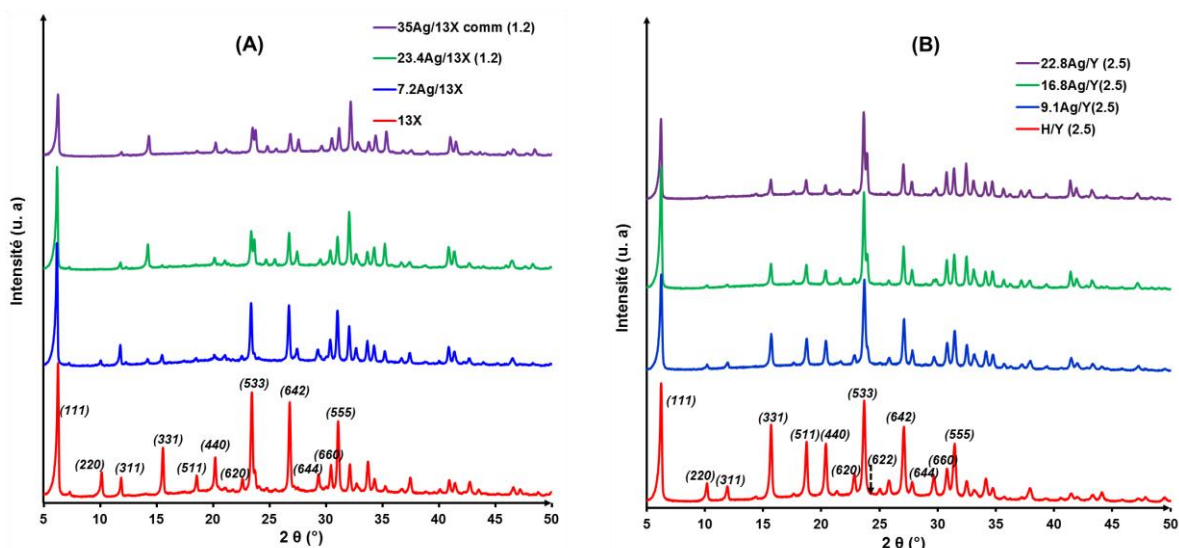 (A)
35Ag/13X comm (1.2)
23.4Ag/13X (1.2)
7.2Ag/13X
13X
Intensité (u. a)
(111)
(220)
(311)
(331)
(511)
(440)
(620)
(533)
(642)
(644)
(660)
(555)
5 10 15 20 25 30 35 40 45 50
2 θ (°)
(B)
22.8Ag/Y (2.5)
16.8Ag/Y(2.5)
9.1Ag/Y(2.5)
H/Y (2.5)
Intensité (u. a)
(111)
(220)
(311)
(331)
(511)
(440)
(620)
(533)
(622)
(642)
(644)
(660)
(555)
5 10 15 20 25 30 35 40 45 50
2 θ (°)